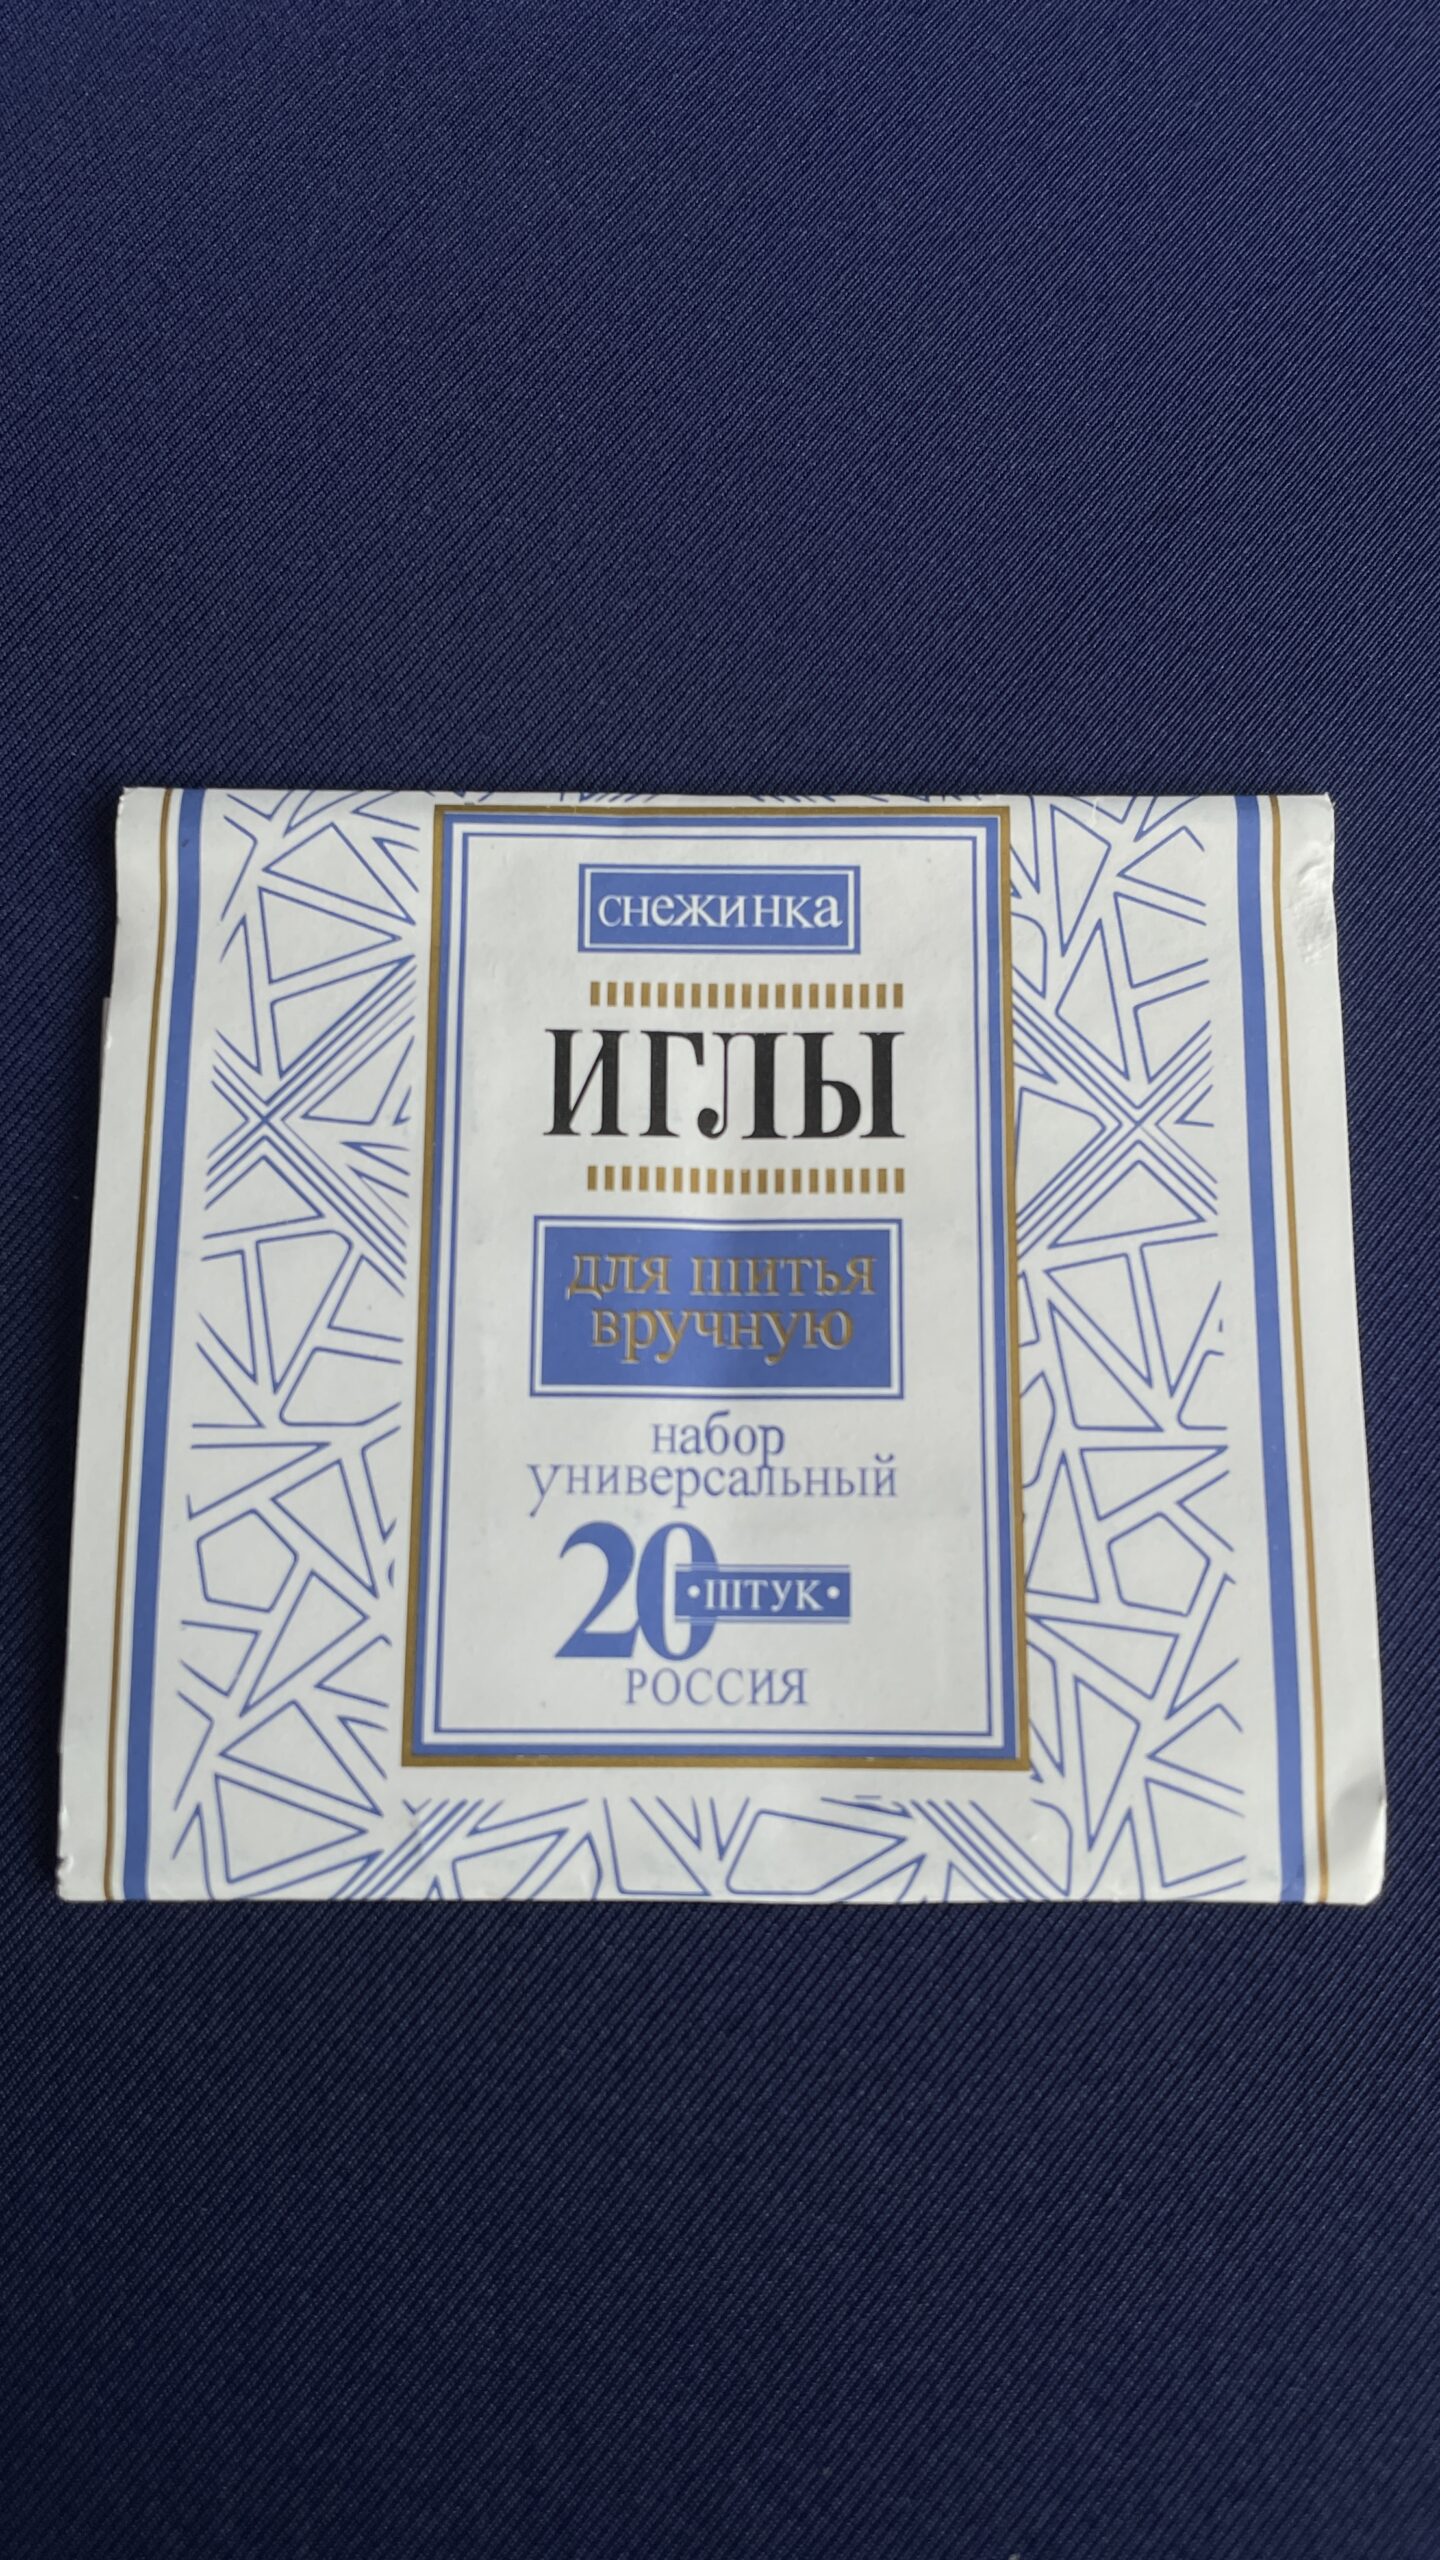 снежинка
ИГЛЫ
для шитья
вручную
набор
универсальный
20 •ШТУК•
РОССИЯ